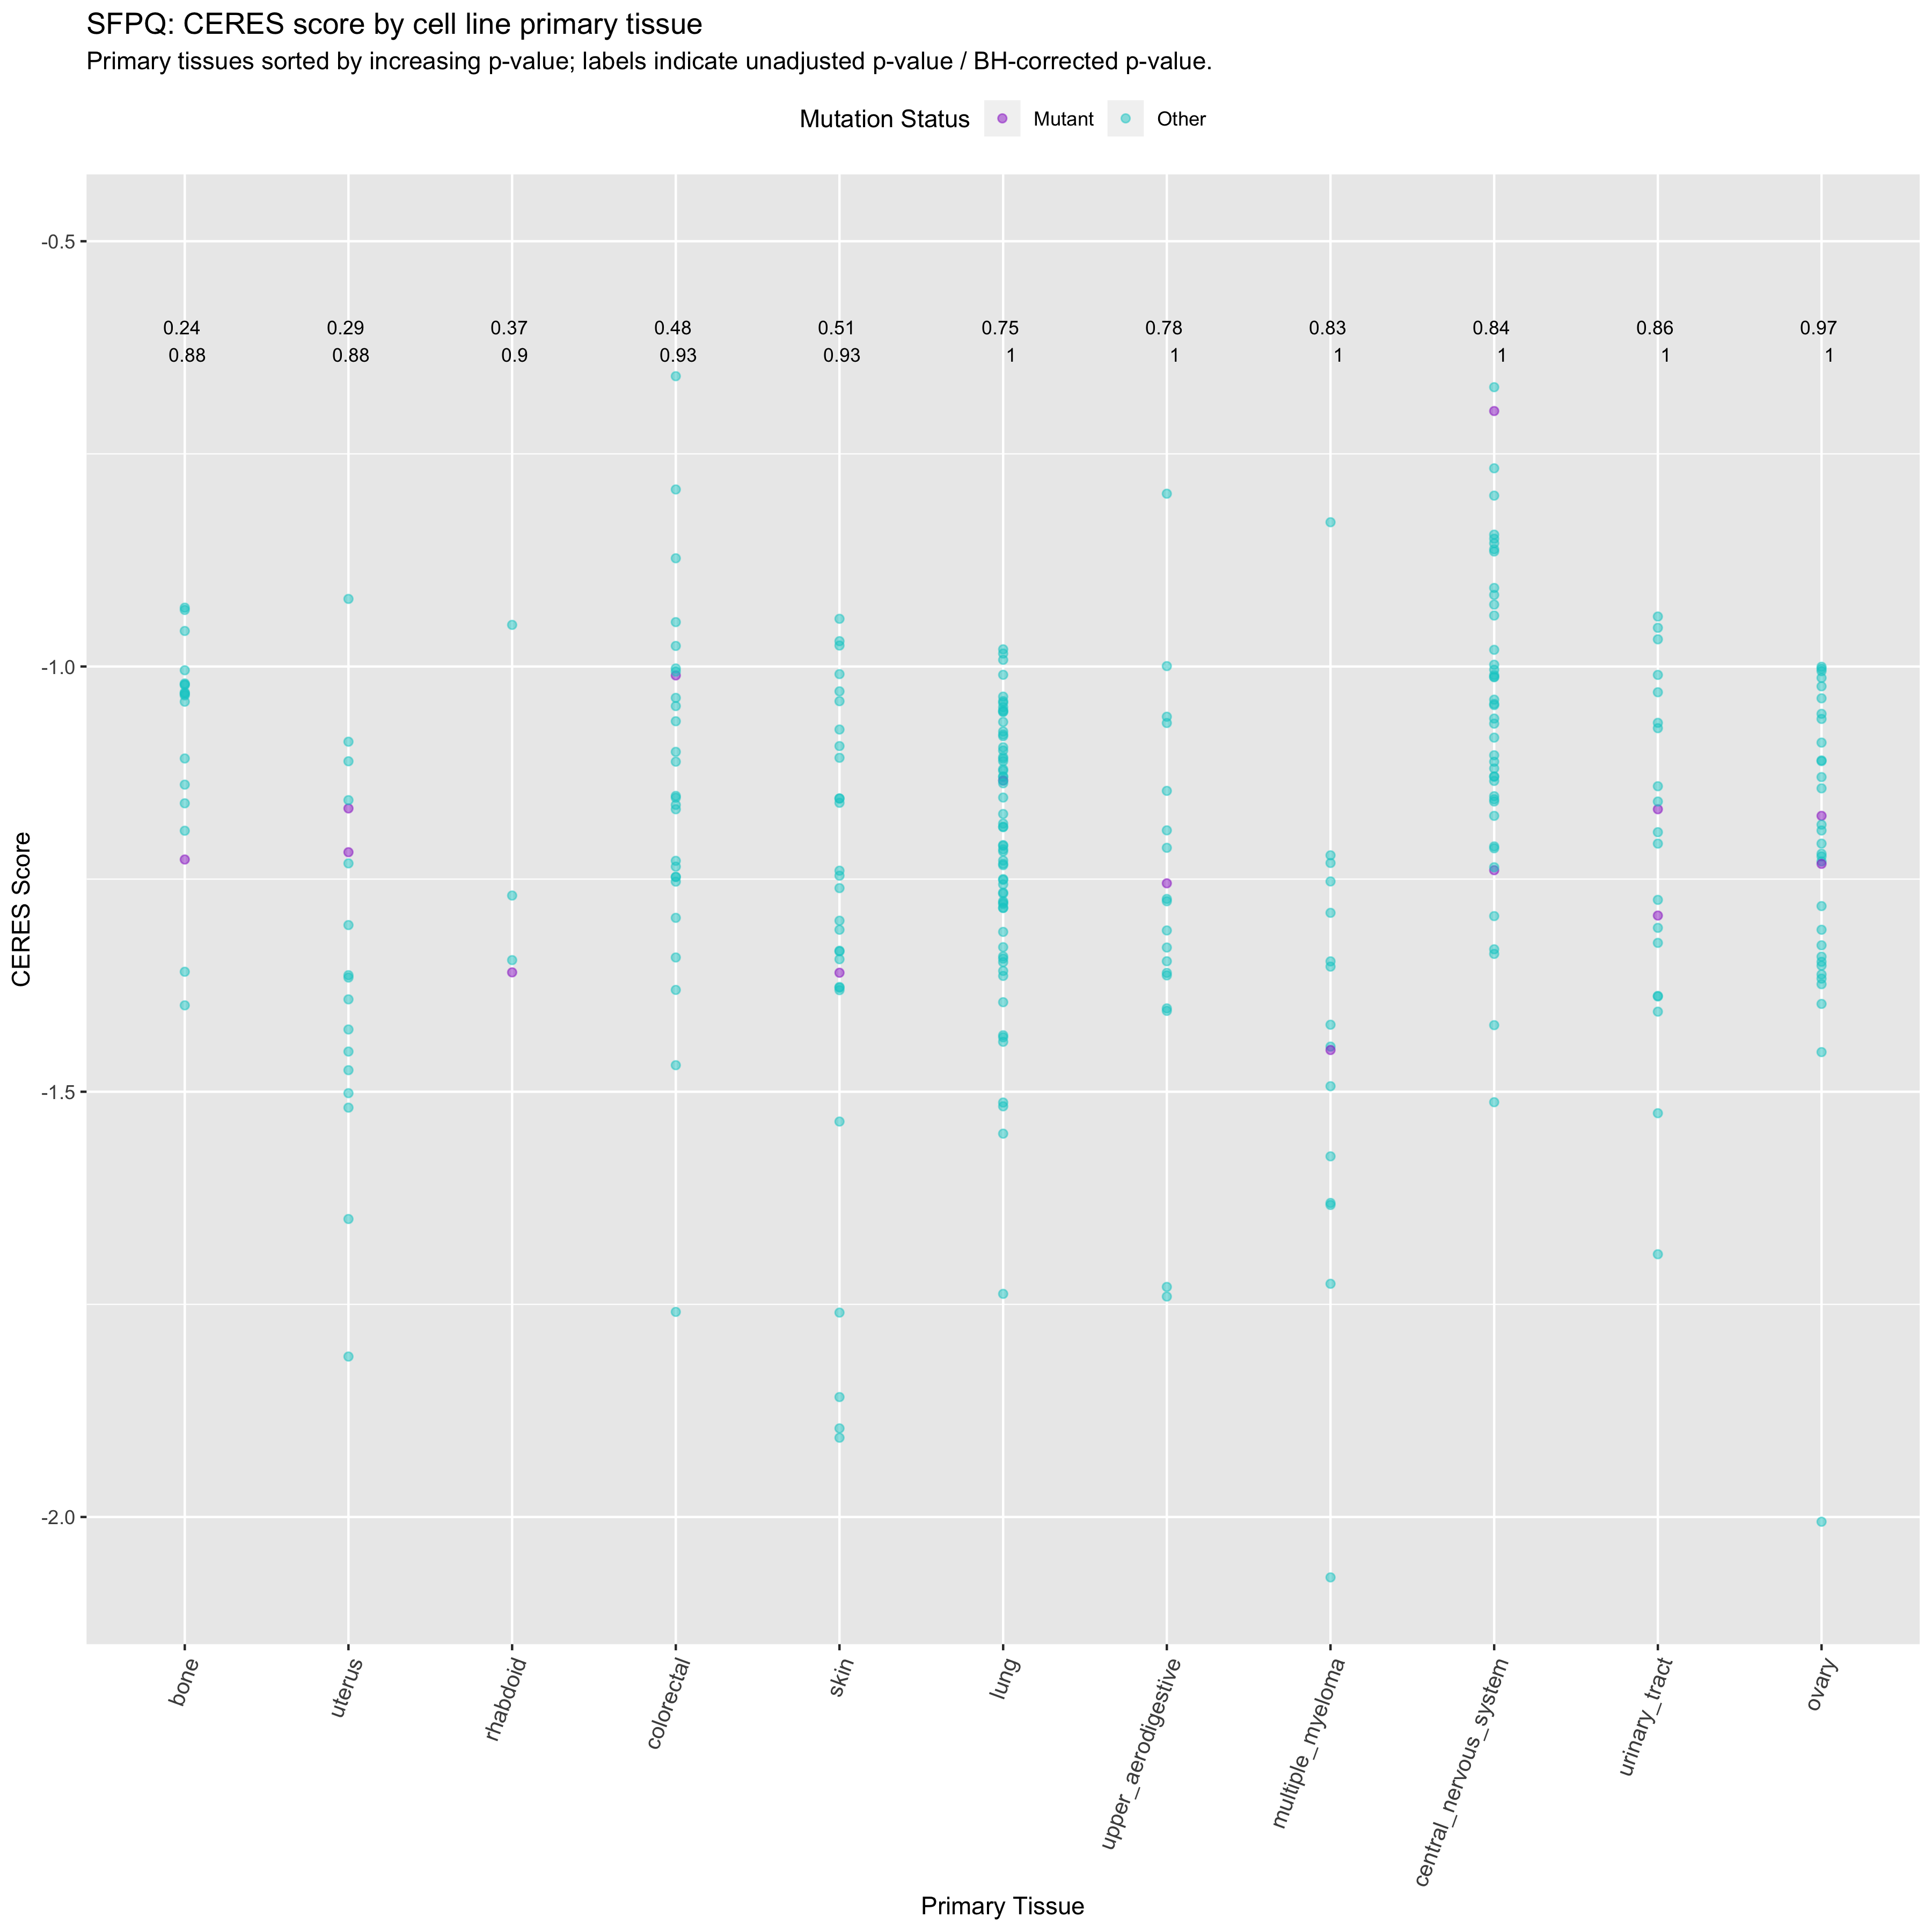 SFPQ: CERES score by cell line primary tissue
Primary tissues sorted by increasing p-value; labels indicate unadjusted p-value / BH-corrected p-value.
Mutation Status Mutant Other
-0.5
0.24 0.29 0.37 0.48 0.51 0.75 0.78 0.83 0.84 0.86 0.97
0.88 0.88 0.9 0.93 0.93 1 1 1 1 1 1
-1.0
CERES Score
-1.5
-2.0
bone
uterus
rhabdoid
colorectal
skin
lung
upper_aerodigestive
multiple_myeloma
central_nervous_system
urinary_tract
ovary
Primary Tissue